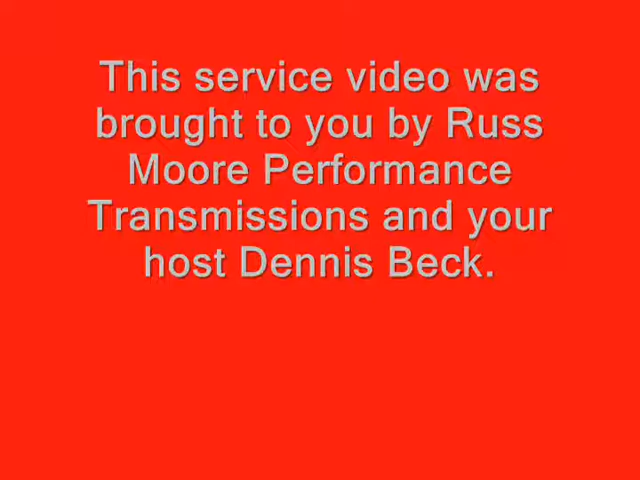 This service video was
brought to you by Russ
Moore Performance
Transmissions and your
host Dennis Beck.